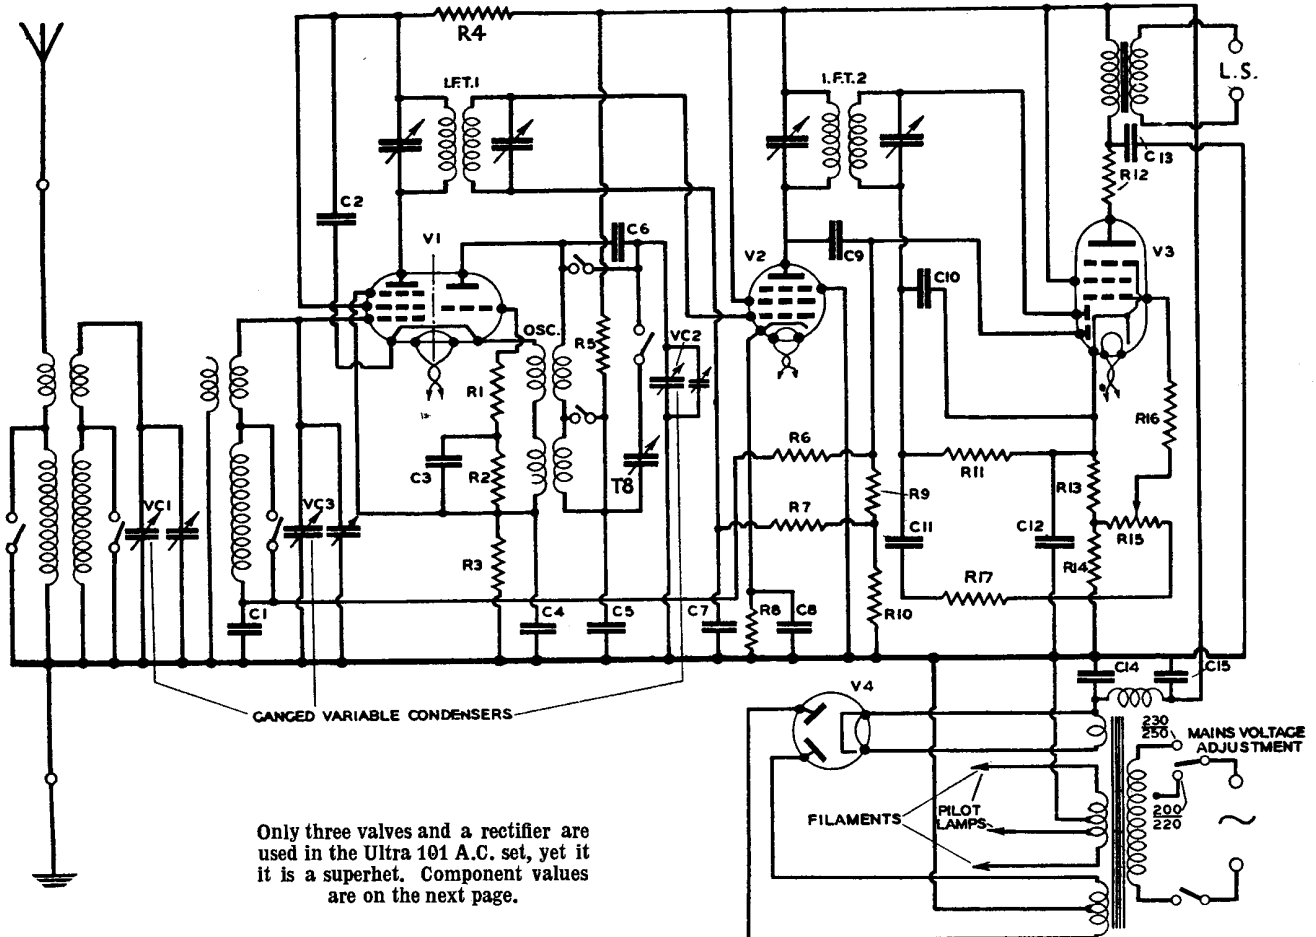 R4
I.F.T.1
I.F.T.2
L.S.
C13
R12
C2
V1
C6
V2
C9
V3
C10
OSC.
R5
VC2
R1
R16
R6
R11
C3
R2
T8
R13
R9
R7
VC1
VC3
C11
C12
R15
R3
R14
R17
C1
C4
C5
C7
R8
C8
R10
C14
C15
V4
GANGED VARIABLE CONDENSERS
230
250
MAINS VOLTAGE
ADJUSTMENT
FILAMENTS
PILOT
LAMPS
200
220
Only three valves and a rectifier are
used in the Ultra 101 A.C. set, yet it
it is a superhet. Component values
are on the next page.